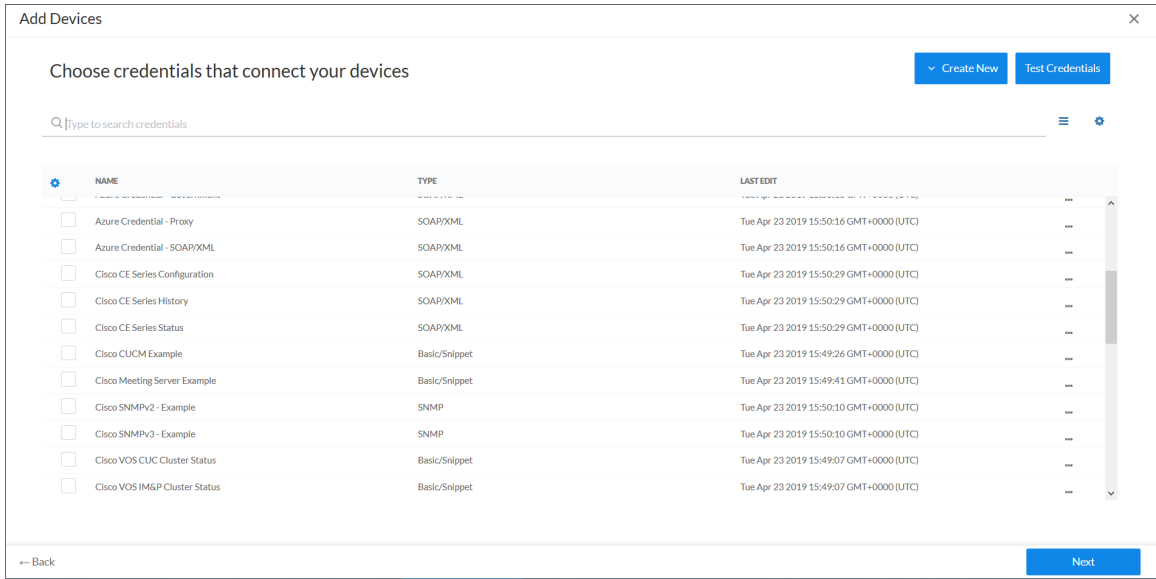 Add Devices
Choose credentials that connect your devices
Create New
Test Credentials
Type to search credentials
NAME TYPE LAST EDIT
Azure Credential - Proxy SOAP/XML Tue Apr 23 2019 15:50:16 GMT+0000 (UTC)
Azure Credential - SOAP/XML SOAP/XML Tue Apr 23 2019 15:50:16 GMT+0000 (UTC)
Cisco CE Series Configuration SOAP/XML Tue Apr 23 2019 15:50:29 GMT+0000 (UTC)
Cisco CE Series History SOAP/XML Tue Apr 23 2019 15:50:29 GMT+0000 (UTC)
Cisco CE Series Status SOAP/XML Tue Apr 23 2019 15:50:29 GMT+0000 (UTC)
Cisco CUCM Example Basic/Snippet Tue Apr 23 2019 15:49:26 GMT+0000 (UTC)
Cisco Meeting Server Example Basic/Snippet Tue Apr 23 2019 15:49:41 GMT+0000 (UTC)
Cisco SNMPv2 - Example SNMP Tue Apr 23 2019 15:50:10 GMT+0000 (UTC)
Cisco SNMPv3 - Example SNMP Tue Apr 23 2019 15:50:10 GMT+0000 (UTC)
Cisco VOS CUC Cluster Status Basic/Snippet Tue Apr 23 2019 15:49:07 GMT+0000 (UTC)
Cisco VOS IM&P Cluster Status Basic/Snippet Tue Apr 23 2019 15:49:07 GMT+0000 (UTC)
←Back
Next